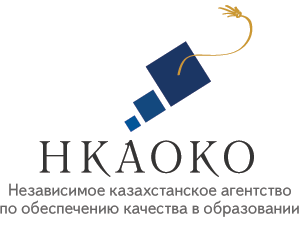 НКАОКО
Независимое казахстанское агентство
по обеспечению качества в образовании